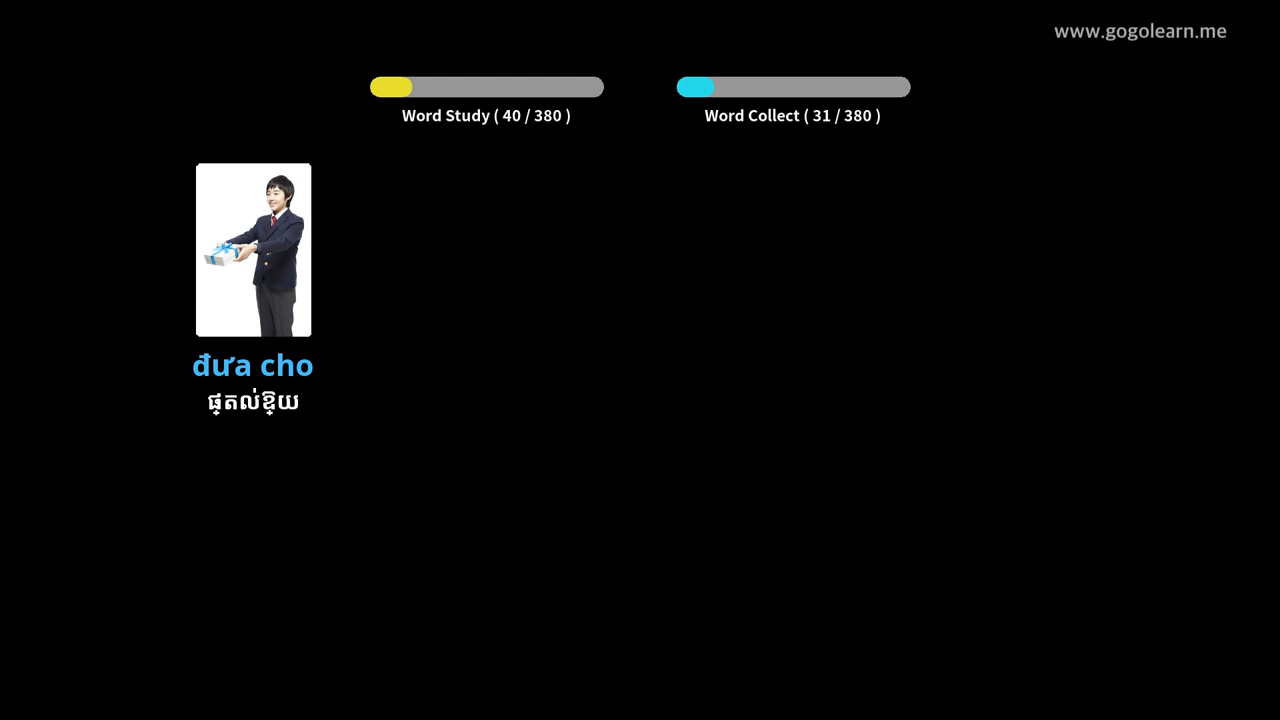 www.gogolearn.me
Word Study ( 40 / 380 )
Word Collect ( 31 / 380 )
đưa cho
ផ្តល់ឱ្យ